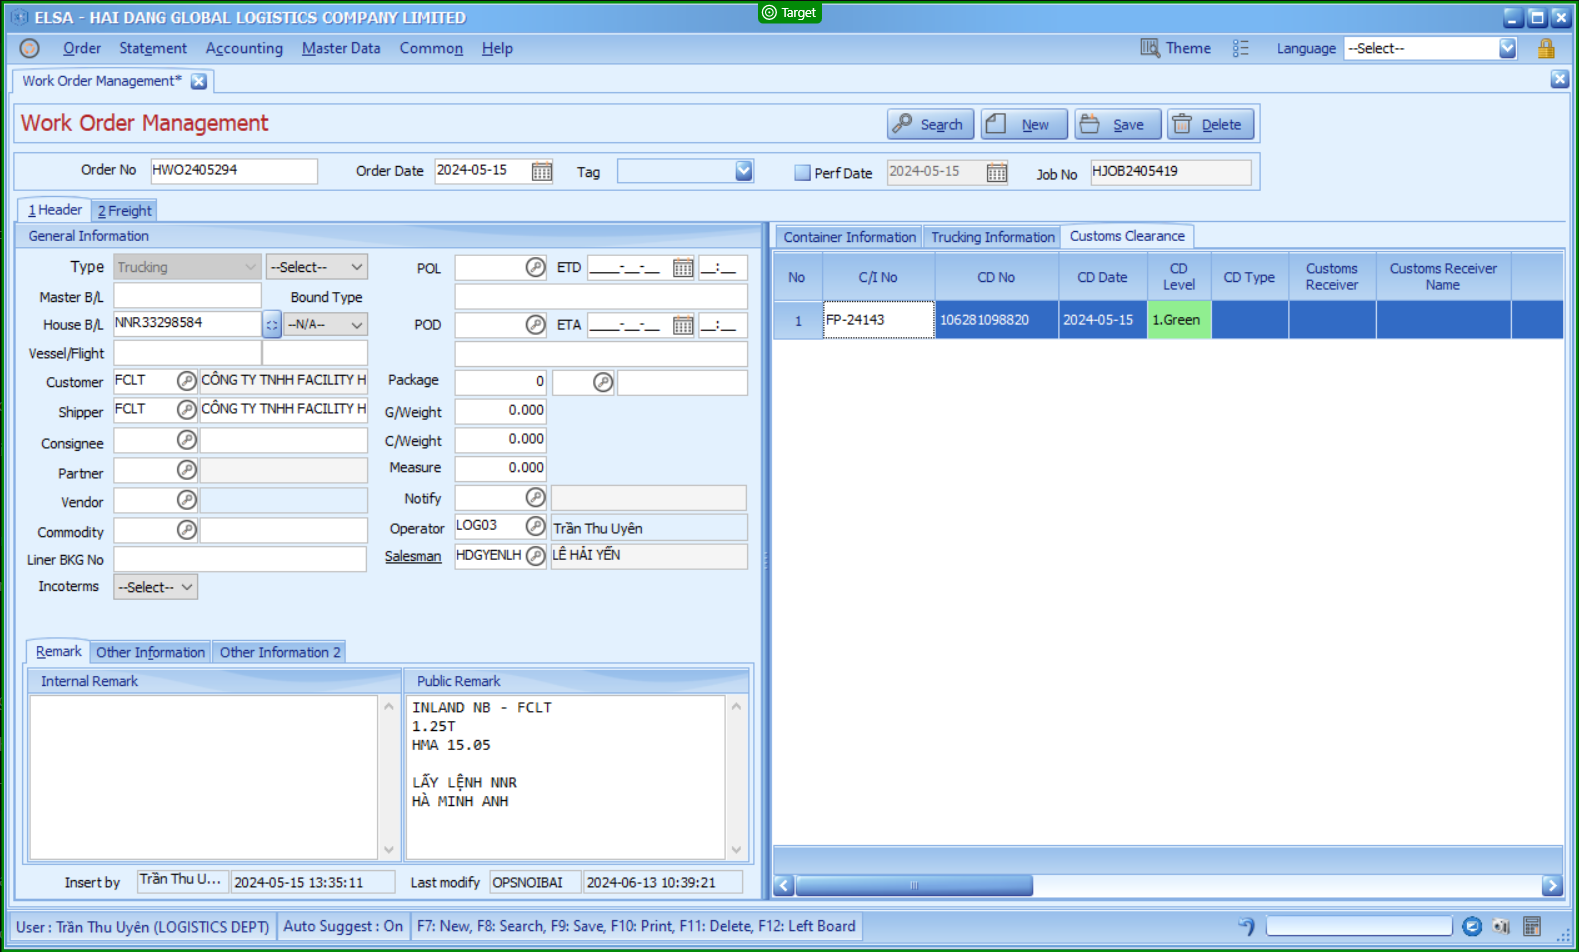 ELSA - HAI DANG GLOBAL LOGISTICS COMPANY LIMITED
Target
Order Statement Accounting Master Data Common Help
Theme Language --Select--
Work Order Management*
Work Order Management
Search New Save Delete
Order No HWO2405294 Order Date 2024-05-15 Tag Perf Date 2024-05-15 Job No HJOB2405419
1 Header 2 Freight
General Information
Type Trucking --Select--
Master B/L Bound Type
House B/L NNR33298584 --N/A--
Vessel/Flight
Customer FCLT CÔNG TY TNHH FACILITY H
Shipper FCLT CÔNG TY TNHH FACILITY H
Consignee
Partner
Vendor
Commodity
Liner BKG No
Incoterms --Select--
POL ETD ____-__-__ __:__
POD ETA ____-__-__ __:__
Package 0
G/Weight 0.000
C/Weight 0.000
Measure 0.000
Notify
Operator LOG03 Trần Thu Uyên
Salesman HDGYENLH LÊ HẢI YẾN
Container Information Trucking Information Customs Clearance
No C/I No CD No CD Date CD Level CD Type Customs Receiver Customs Receiver Name
1 FP-24143 106281098820 2024-05-15 1.Green
Remark Other Information Other Information 2
Internal Remark
Public Remark
INLAND NB - FCLT
1.25T
HMA 15.05
LẤY LỆNH NNR
HÀ MINH ANH
Insert by Trần Thu U... 2024-05-15 13:35:11 Last modify OPSNOIBAI 2024-06-13 10:39:21
User : Trần Thu Uyên (LOGISTICS DEPT) Auto Suggest : On F7: New, F8: Search, F9: Save, F10: Print, F11: Delete, F12: Left Board